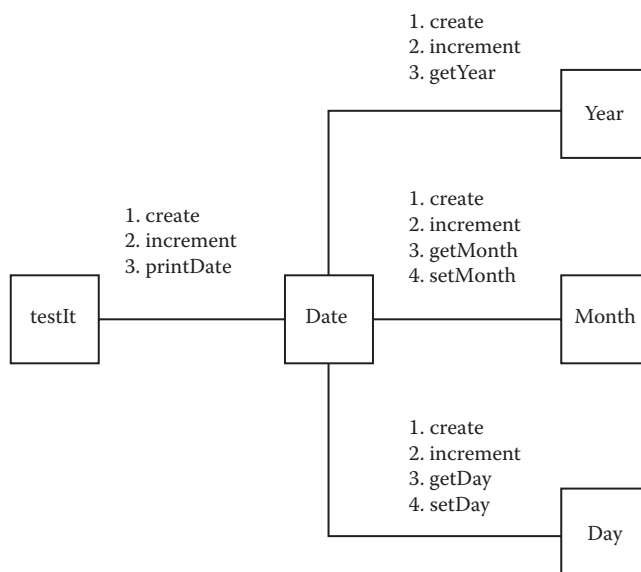 1. create
2. increment
3. getYear
Year
1. create
2. increment
3. printDate
testIt
Date
1. create
2. increment
3. getMonth
4. setMonth
Month
1. create
2. increment
3. getDay
4. setDay
Day